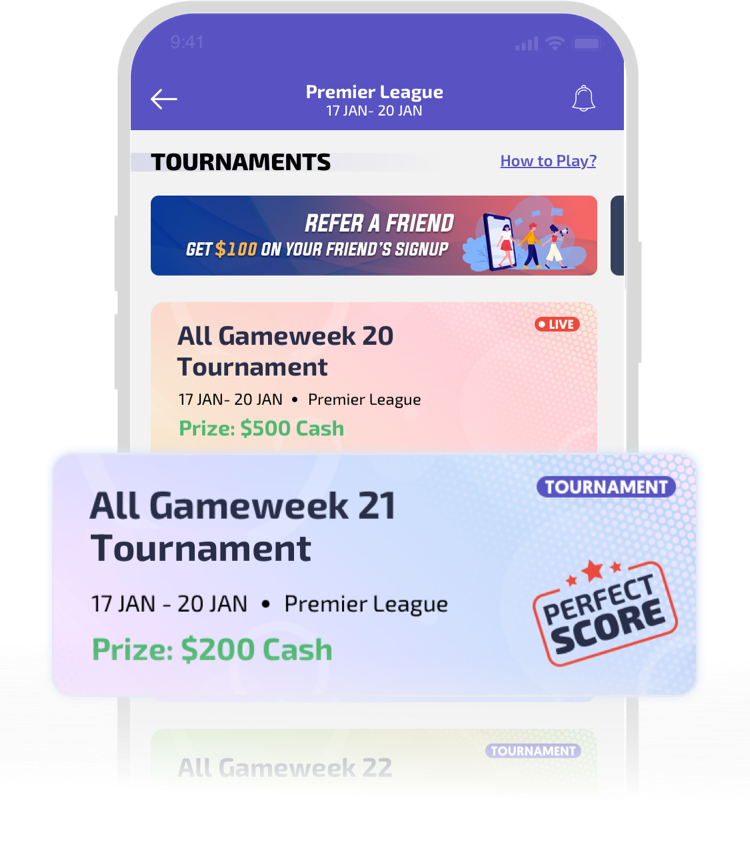 9:41
Premier League
17 JAN- 20 JAN
TOURNAMENTS
How to Play?
REFER A FRIEND
GET $100 ON YOUR FRIEND'S SIGNUP
LIVE
All Gameweek 20
Tournament
17 JAN- 20 JAN • Premier League
Prize: $500 Cash
TOURNAMENT
All Gameweek 21
Tournament
17 JAN - 20 JAN • Premier League
Prize: $200 Cash
PERFECT
SCORE
TOURNAMENT
All Gameweek 22